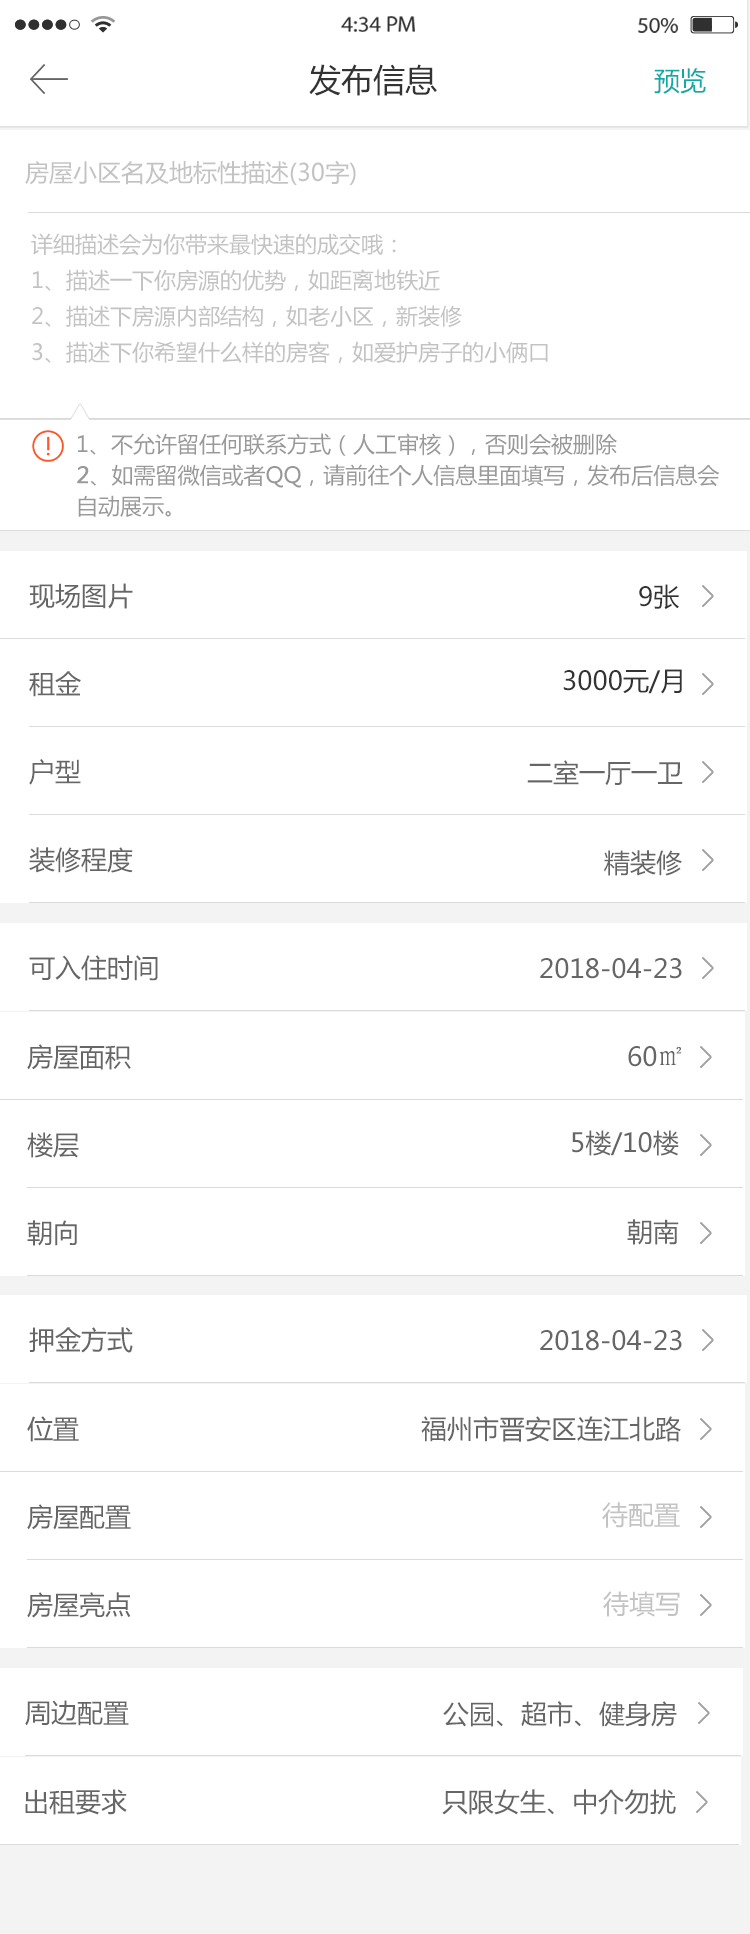 4:34 PM
50%
发布信息
预览
房屋小区名及地标性描述(30字)
详细描述会为你带来最快速的成交哦：
1、描述一下你房源的优势，如距离地铁近
2、描述下房源内部结构，如老小区，新装修
3、描述下你希望什么样的房客，如爱护房子的小俩口
1、不允许留任何联系方式（人工审核），否则会被删除
2、如需留微信或者QQ，请前往个人信息里面填写，发布后信息会
自动展示。
现场图片 9张
租金 3000元/月
户型 二室一厅一卫
装修程度 精装修
可入住时间 2018-04-23
房屋面积 60㎡
楼层 5楼/10楼
朝向 朝南
押金方式 2018-04-23
位置 福州市晋安区连江北路
房屋配置 待配置
房屋亮点 待填写
周边配置 公园、超市、健身房
出租要求 只限女生、中介勿扰